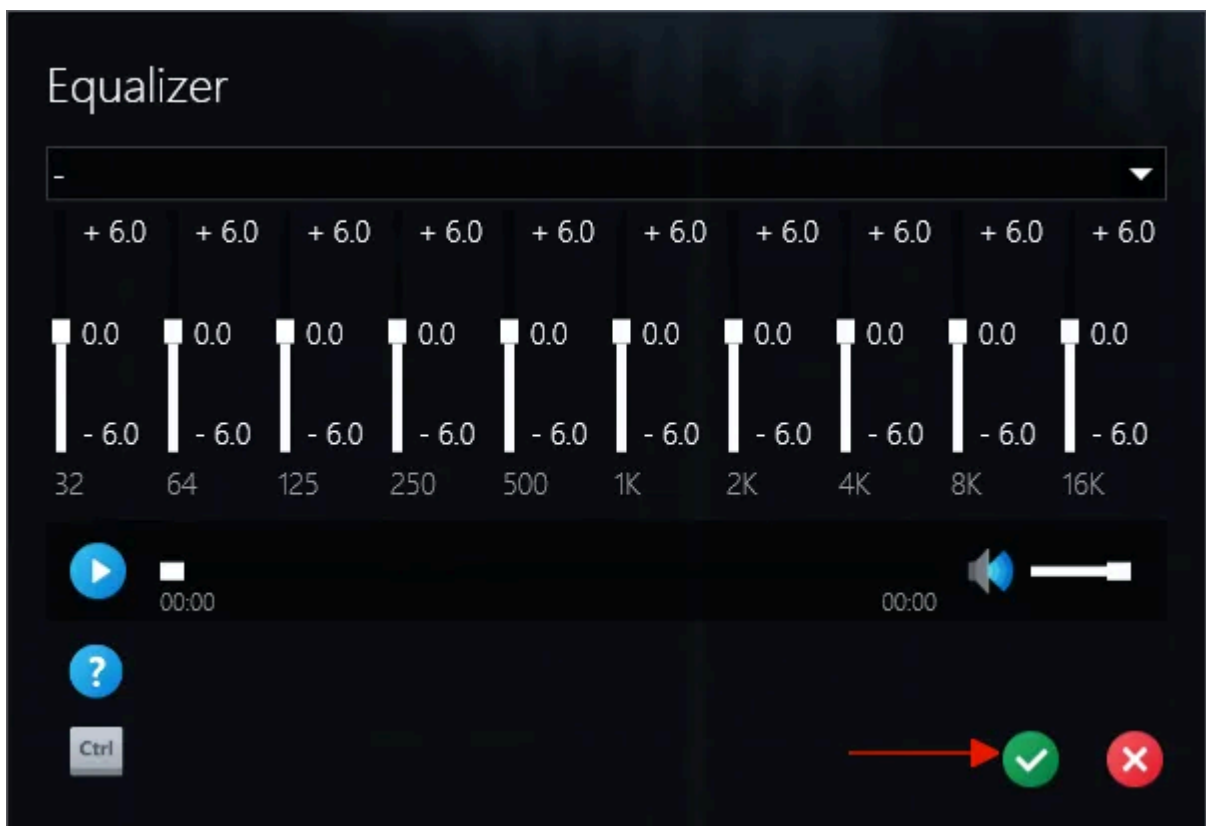 Equalizer
-
+ 6.0 + 6.0 + 6.0 + 6.0 + 6.0 + 6.0 + 6.0 + 6.0 + 6.0 + 6.0
0.0 0.0 0.0 0.0 0.0 0.0 0.0 0.0 0.0 0.0
- 6.0 - 6.0 - 6.0 - 6.0 - 6.0 - 6.0 - 6.0 - 6.0 - 6.0 - 6.0
32 64 125 250 500 1K 2K 4K 8K 16K
00:00 00:00
?
Ctrl